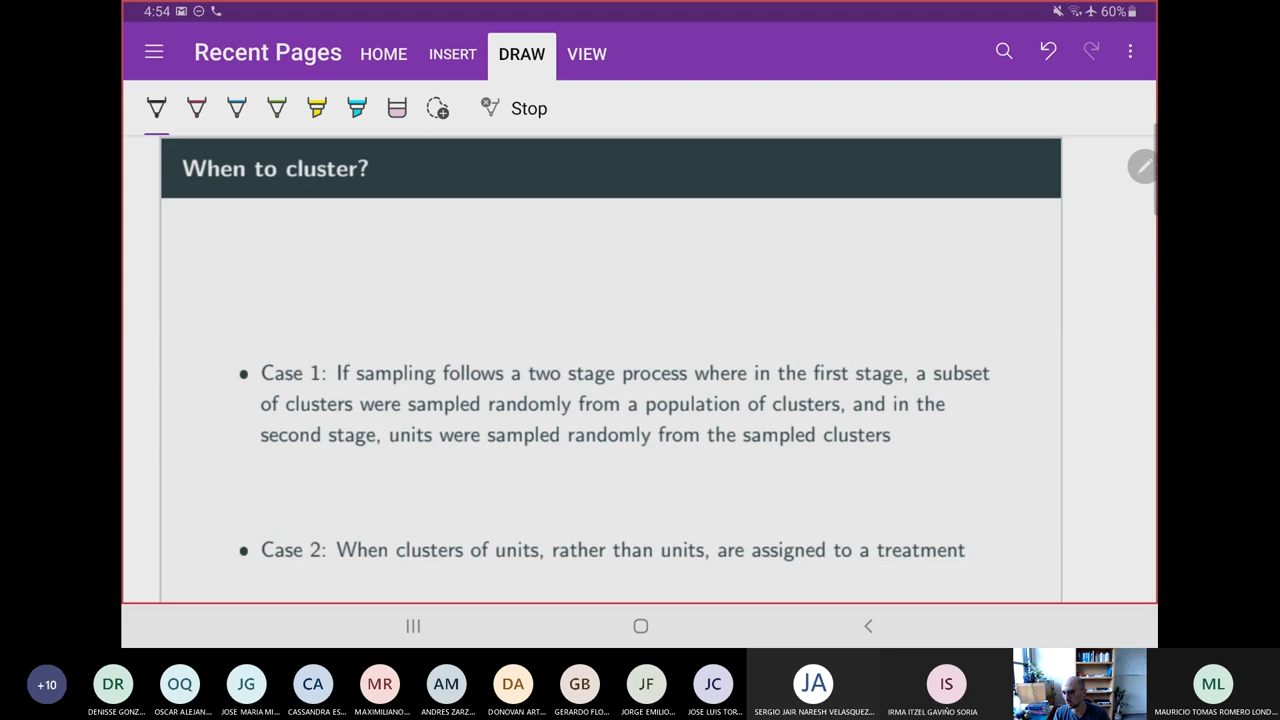 4:54
60%
Recent Pages HOME INSERT DRAW VIEW
Stop
When to cluster?
• Case 1: If sampling follows a two stage process where in the first stage, a subset
of clusters were sampled randomly from a population of clusters, and in the
second stage, units were sampled randomly from the sampled clusters
• Case 2: When clusters of units, rather than units, are assigned to a treatment
+10 DR OQ JG CA MR AM DA GB JF JC JA IS ML
DENISSE GONZ... OSCAR ALEJAN... JOSE MARIA MI... CASSANDRA ES... MAXIMILIANO... ANDRES ZARZ... DONOVAN ART... GERARDO FLO... JORGE EMILIO... JOSE LUIS TOR... SERGIO JAIR NARESH VELASQUEZ... IRMA ITZEL GAVIÑO SORIA MAURICIO TOMAS ROMERO LOND...